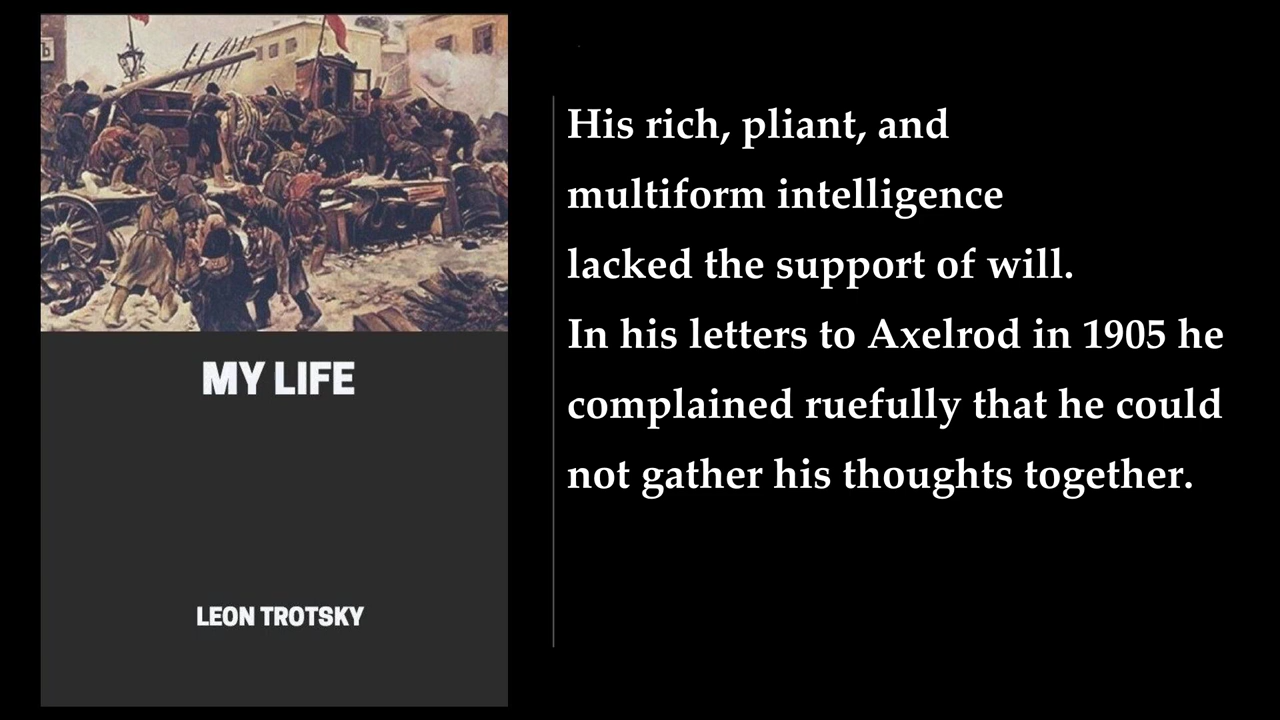 Ъ
MY LIFE
LEON TROTSKY
His rich, pliant, and
multiform intelligence
lacked the support of will.
In his letters to Axelrod in 1905 he
complained ruefully that he could
not gather his thoughts together.